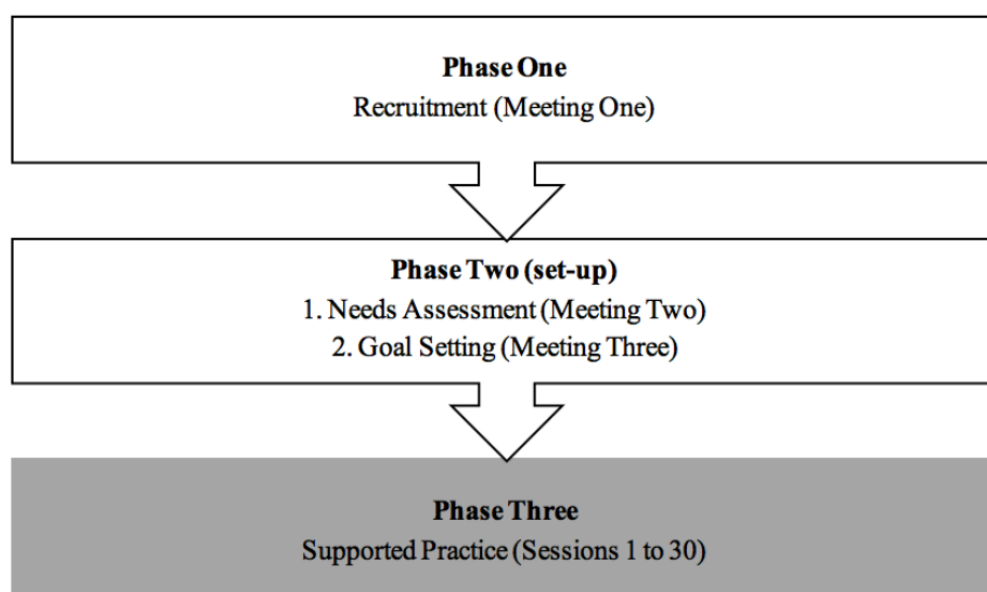 Phase One
Recruitment (Meeting One)
Phase Two (set-up)
1. Needs Assessment (Meeting Two)
2. Goal Setting (Meeting Three)
Phase Three
Supported Practice (Sessions 1 to 30)